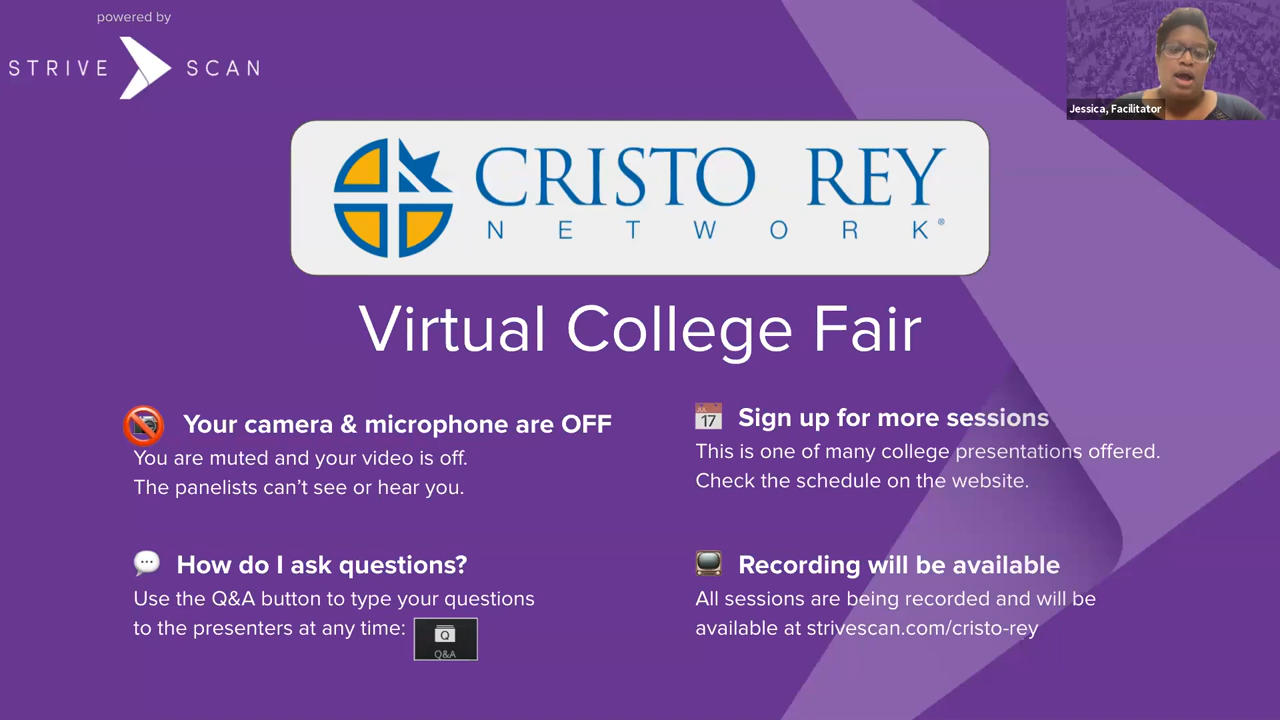 powered by
STRIVE SCAN
Jessica, Facilitator
CRISTO REY
NETWORK®
Virtual College Fair
Your camera & microphone are OFF
You are muted and your video is off.
The panelists can't see or hear you.
JUL
17
Sign up for more sessions
This is one of many college presentations offered.
Check the schedule on the website.
How do I ask questions?
Use the Q&A button to type your questions
to the presenters at any time:
Q
Q&A
Recording will be available
All sessions are being recorded and will be
available at strivescan.com/cristo-rey